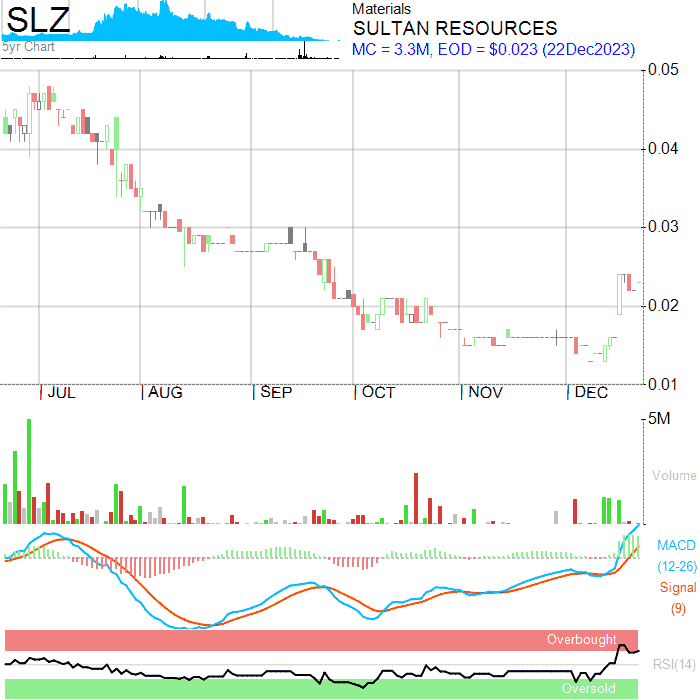 SLZ
5yr Chart
Materials
SULTAN RESOURCES
MC = 3.3M, EOD = $0.023 (22Dec2023)
0.05
0.04
0.03
0.02
0.01
JUL AUG SEP OCT NOV DEC
5M
Volume
MACD
(12-26)
Signal
(9)
Overbought
RSI(14)
Oversold